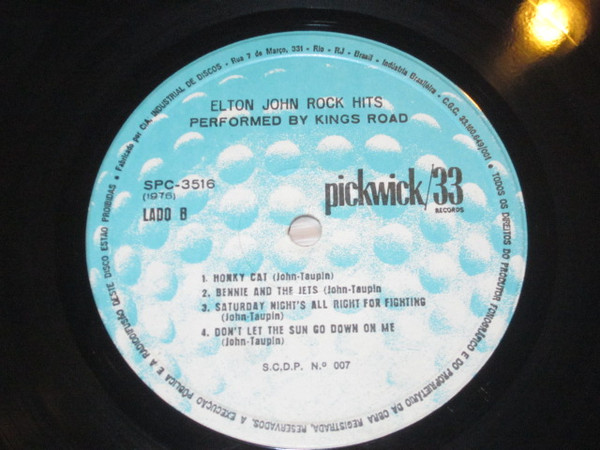 Fabricado por CIA. INDUSTRIAL DE DISCOS - Rua 7 de Março, 331 - Rio - RJ - Brasil - Indústria Brasileira - C.G.C. 33.160.649/001 • TODOS OS DIREITOS DO PRODUTOR FONOGRÁFICO E DO PROPRIETÁRIO DA OBRA REGISTRADA, RESERVADOS. A EXECUÇÃO PÚBLICA E A RADIODIFUSÃO DESTE DISCO ESTÃO PROIBIDAS •
ELTON JOHN ROCK HITS
PERFORMED BY KINGS ROAD
SPC-3516
(1976)
LADO B
pickwick/33
RECORDS
1. HONKY CAT (John-Taupin)
2. BENNIE AND THE JETS (John-Taupin
3. SATURDAY NIGHT'S ALL RIGHT FOR FIGHTING
(John-Taupin)
4. DON'T LET THE SUN GO DOWN ON ME
(John-Taupin)
S.C.D.P. N.º 007